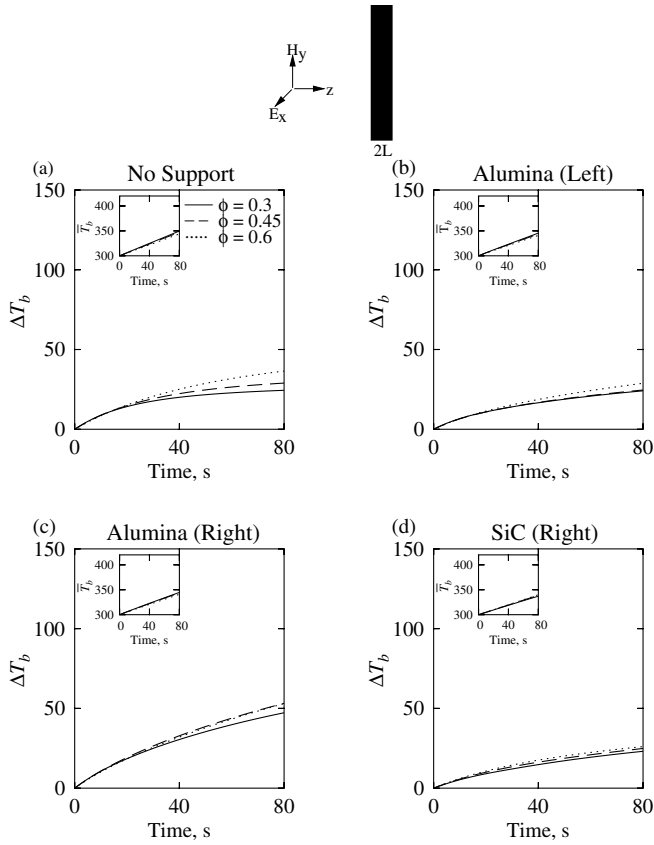 H_y
z
E_x
2L
(a) No Support
150
100
50
0
ΔT_b
0 40 80
Time, s
400
350
300
T̅_b
0 40 80
Time, s
ϕ = 0.3
ϕ = 0.45
ϕ = 0.6
(b) Alumina (Left)
150
100
50
0
ΔT_b
0 40 80
Time, s
400
350
300
T̅_b
0 40 80
Time, s
(c) Alumina (Right)
150
100
50
0
ΔT_b
0 40 80
Time, s
400
350
300
T̅_b
0 40 80
Time, s
(d) SiC (Right)
150
100
50
0
ΔT_b
0 40 80
Time, s
400
350
300
T̅_b
0 40 80
Time, s